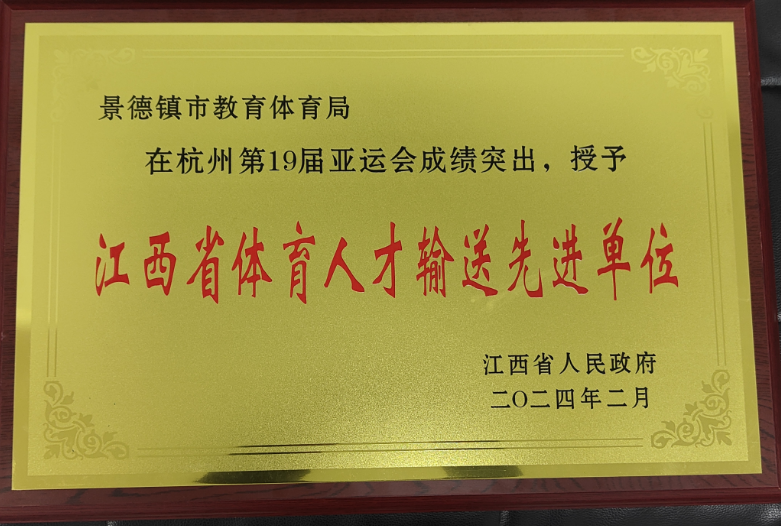 景德镇市教育体育局
在杭州第19届亚运会成绩突出，授予
江西省体育人才输送先进单位
江西省人民政府
二〇二四年二月